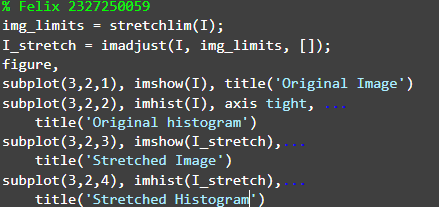 % Felix 2327250059
img_limits = stretchlim(I);
I_stretch = imadjust(I, img_limits, []);
figure,
subplot(3,2,1), imshow(I), title('Original Image')
subplot(3,2,2), imhist(I), axis tight, ...
    title('Original histogram')
subplot(3,2,3), imshow(I_stretch),...
    title('Stretched Image')
subplot(3,2,4), imhist(I_stretch),...
    title('Stretched Histogram')